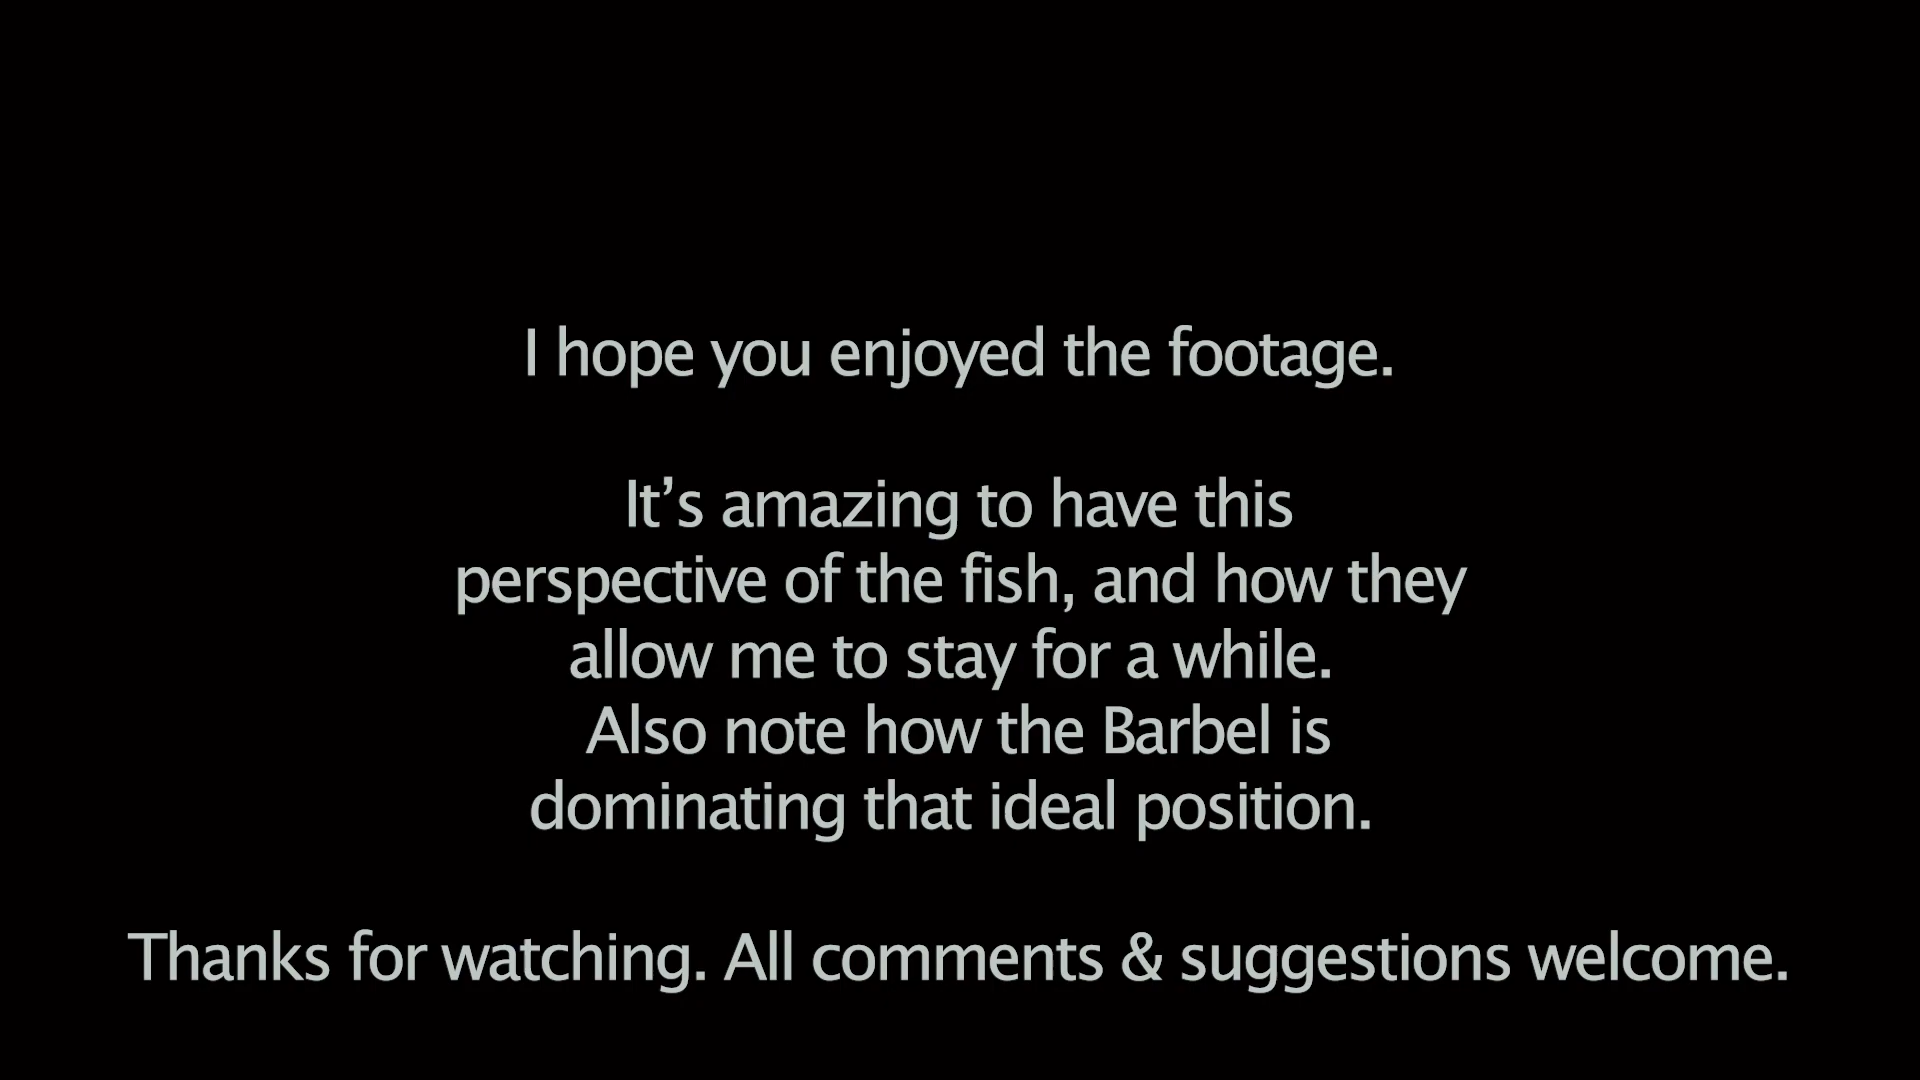 I hope you enjoyed the footage.
It’s amazing to have this
perspective of the fish, and how they
allow me to stay for a while.
Also note how the Barbel is
dominating that ideal position.
Thanks for watching. All comments & suggestions welcome.